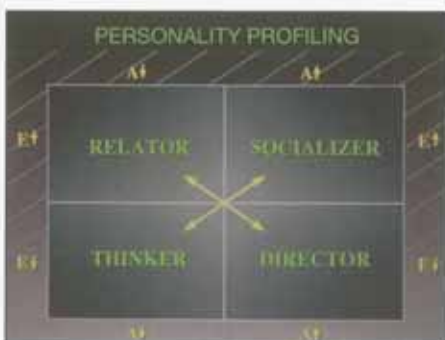 PERSONALITY PROFILING
A A
E↑ RELATOR SOCIALIZER E↑
E↓ THINKER DIRECTOR E↓
A A